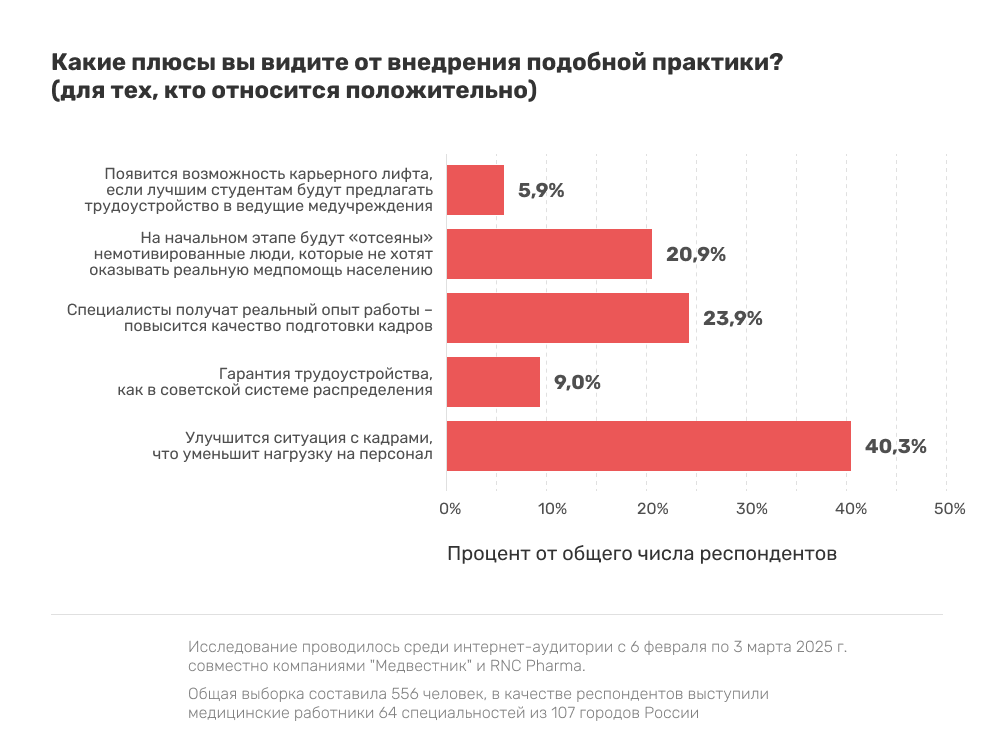 Какие плюсы вы видите от внедрения подобной практики?
(для тех, кто относится положительно)
Появится возможность карьерного лифта,
если лучшим студентам будут предлагать
трудоустройство в ведущие медучреждения
5,9%
На начальном этапе будут «отсеяны»
немотивированные люди, которые не хотят
оказывать реальную медпомощь населению
20,9%
Специалисты получат реальный опыт работы –
повысится качество подготовки кадров
23,9%
Гарантия трудоустройства,
как в советской системе распределения
9,0%
Улучшится ситуация с кадрами,
что уменьшит нагрузку на персонал
40,3%
0% 10% 20% 30% 40% 50%
Процент от общего числа респондентов
Исследование проводилось среди интернет-аудитории с 6 февраля по 3 марта 2025 г.
совместно компаниями "Медвестник" и RNC Pharma.
Общая выборка составила 556 человек, в качестве респондентов выступили
медицинские работники 64 специальностей из 107 городов России